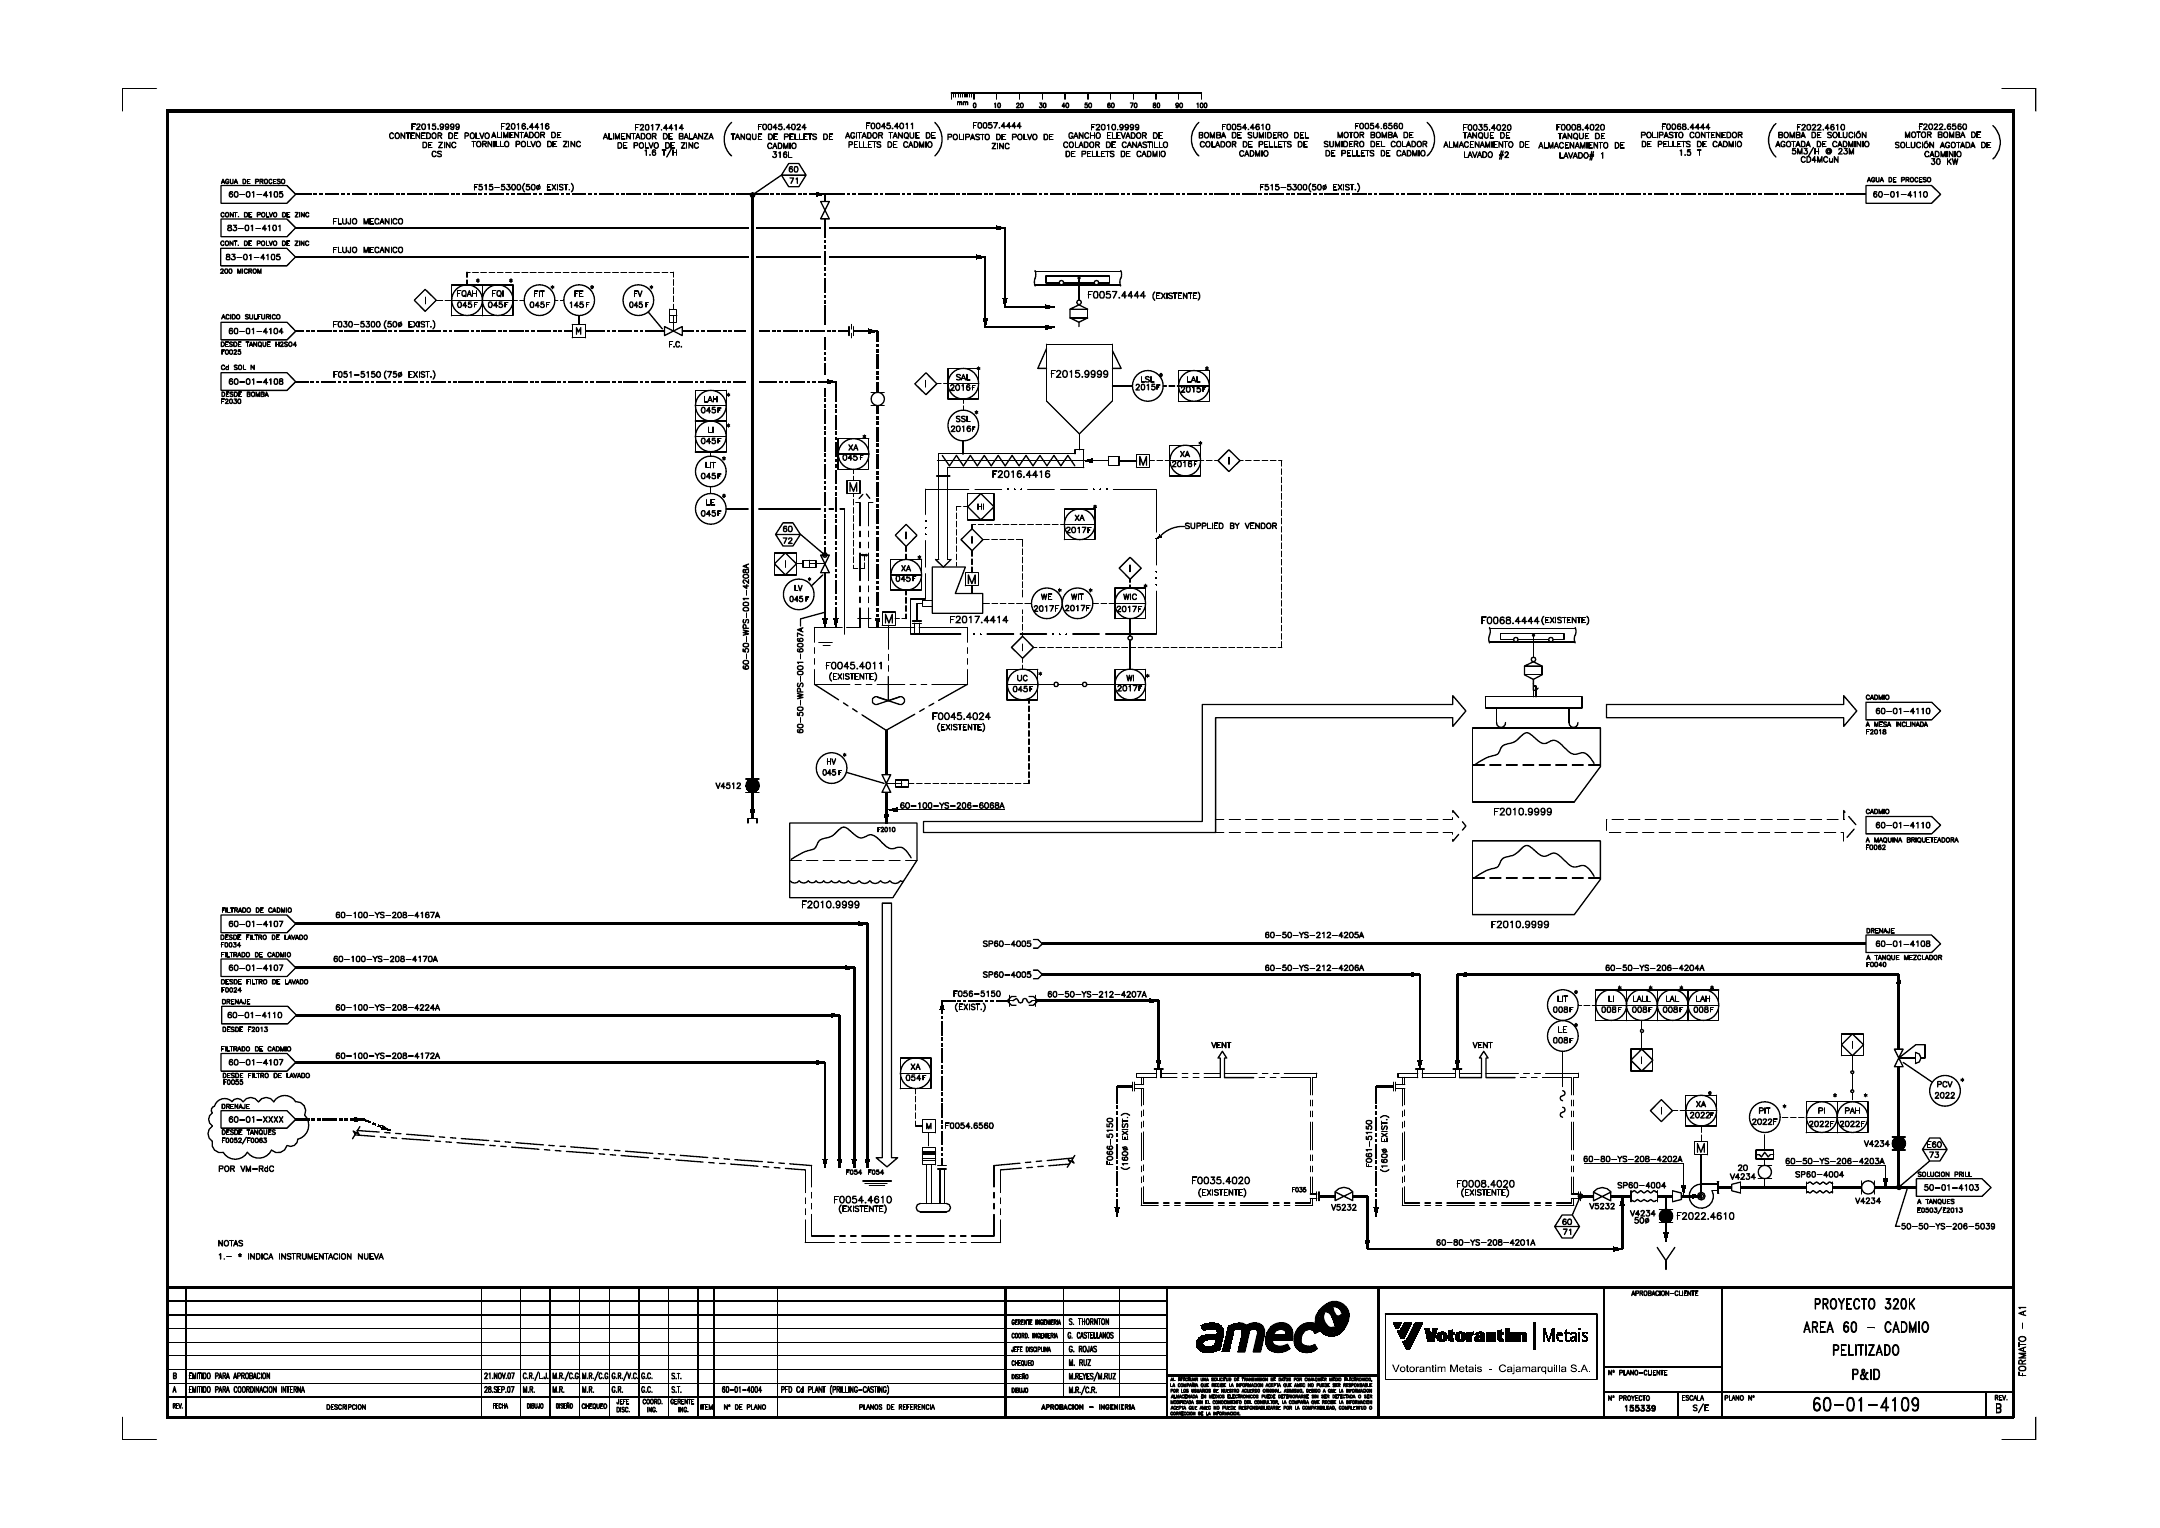 mm 0 10 20 30 40 50 60 70 80 90 100
F2015.9999
CONTENEDOR DE POLVO
DE ZINC
CS
F2016.4416
ALIMENTADOR DE
TORNILLO POLVO DE ZINC
F2017.4414
ALIMENTADOR DE BALANZA
DE POLVO DE ZINC
1.6 T/H
F0045.4024
TANQUE DE PELLETS DE
CADMIO
316L
F0045.4011
AGITADOR TANQUE DE
PELLETS DE CADMIO
F0057.4444
POLIPASTO DE POLVO DE
ZINC
F2010.9999
GANCHO ELEVADOR DE
COLADOR DE CANASTILLO
DE PELLETS DE CADMIO
F0054.4610
BOMBA DE SUMIDERO DEL
COLADOR DE PELLETS DE
CADMIO
F0054.6560
MOTOR BOMBA DE
SUMIDERO DEL COLADOR
DE PELLETS DE CADMIO
F0035.4020
TANQUE DE
ALMACENAMIENTO DE
LAVADO #2
F0008.4020
TANQUE DE
ALMACENAMIENTO DE
LAVADO# 1
F0068.4444
POLIPASTO CONTENEDOR
DE PELLETS DE CADMIO
1.5 T
F2022.4610
BOMBA DE SOLUCIÓN
AGOTADA DE CADMINIO
5M3/H @ 23M
CD4MCuN
F2022.6560
MOTOR BOMBA DE
SOLUCIÓN AGOTADA DE
CADMINIO
30 KW
AGUA DE PROCESO
60-01-4105
F515-5300(50ø EXIST.)
60
71
F515-5300(50ø EXIST.)
AGUA DE PROCESO
60-01-4110
CONT. DE POLVO DE ZINC
83-01-4101
FLUJO MECANICO
CONT. DE POLVO DE ZINC
83-01-4105
FLUJO MECANICO
200 MICROM
I
FQAH
045F
*
FQI
045F
*
FIT
045F
*
FE
145F
*
FV
045F
*
M
F.C.
ACIDO SULFURICO
60-01-4104
F030-5300 (50ø EXIST.)
DESDE TANQUE H2SO4
F0025
Cd SOL N
60-01-4108
F051-5150 (75ø EXIST.)
DESDE BOMBA
F2030
F0057.4444 (EXISTENTE)
F2015.9999
LSL
2015F
*
LAL
2015F
*
I
SAL
2016F
*
SSL
2016F
*
F2016.4416
M
XA
2016F
*
I
LAH
045F
*
LI
045F
*
LIT
045F
*
LE
045F
*
XA
045F
*
M
HI
I
XA
2017F
*
SUPPLIED BY VENDOR
60
72
I
LV
045F
*
I
XA
045F
*
M
M
F2017.4414
WE
2017F
*
WIT
2017F
*
I
WIC
2017F
*
I
UC
045F
*
WI
2017F
*
F0045.4011
(EXISTENTE)
F0045.4024
(EXISTENTE)
60-50-WPS-001-4208A
60-50-WPS-001-6067A
HV
045F
*
V4512
60-100-YS-206-6068A
F2010
F2010.9999
F0068.4444(EXISTENTE)
F2010.9999
CADMIO
60-01-4110
A MESA INCLINADA
F2018
F2010.9999
CADMIO
60-01-4110
A MAQUINA BRIQUETEADORA
F0062
FILTRADO DE CADMIO
60-01-4107
60-100-YS-208-4167A
DESDE FILTRO DE LAVADO
F0034
FILTRADO DE CADMIO
60-01-4107
60-100-YS-208-4170A
DESDE FILTRO DE LAVADO
F0024
DRENAJE
60-01-4110
60-100-YS-208-4224A
DESDE F2013
FILTRADO DE CADMIO
60-01-4107
60-100-YS-208-4172A
DESDE FILTRO DE LAVADO
F0055
DRENAJE
60-01-XXXX
DESDE TANQUES
F0052/F0063
POR VM-RdC
SP60-4005
60-50-YS-212-4205A
DRENAJE
60-01-4108
A TANQUE MEZCLADOR
F0040
SP60-4005
60-50-YS-212-4206A
60-50-YS-206-4204A
F056-5150
(EXIST.)
60-50-YS-212-4207A
XA
054F
*
M
F0054.6560
F054
F054
F0054.4610
(EXISTENTE)
VENT
F066-5150
(160ø EXIST.)
F0035.4020
(EXISTENTE)
F035
V5232
VENT
F061-5150
(160ø EXIST.)
F0008.4020
(EXISTENTE)
LIT
008F
*
LE
008F
*
LI
008F
*
LALL
008F
*
LAL
008F
*
LAH
008F
*
I
I
XA
2022F
*
M
PIT
2022F
*
PI
2022F
*
PAH
2022F
*
I
PCV
2022
*
V4234
E60
73
60-80-YS-208-4202A
20
V4234
60-50-YS-206-4203A
SP60-4004
SP60-4004
SOLUCION PRILL
50-01-4103
A TANQUES
E0503/E2013
60
71
V5232
V4234
50ø
F2022.4610
V4234
50-50-YS-206-5039
60-80-YS-208-4201A
NOTAS
1.- * INDICA INSTRUMENTACION NUEVA
B EMITIDO PARA APROBACION 21.NOV.07 C.R./L.J. M.R./C.G M.R./C.G G.R./V.C. G.C. S.T.
A EMITIDO PARA COORDINACION INTERNA 28.SEP.07 M.R. M.R. M.R. G.R. G.C. S.T. 60-01-4004 PFD Cd PLANT (PRILLING-CASTING)
REV. DESCRIPCION FECHA DIBUJO DISEÑO CHEQUEO JEFE DISC. COORD. ING. GERENTE ING. ITEM N° DE PLANO PLANOS DE REFERENCIA
GERENTE INGENIERIA S. THORNTON
COORD. INGENIERIA G. CASTELLANOS
JEFE DISCIPLINA G. ROJAS
CHEQUEO M. RUZ
DISEÑO M.REYES/M.RUZ
DIBUJO M.R./C.R.
APROBACION - INGENIERIA
amec
Votorantim | Metais
Votorantim Metais - Cajamarquilla S.A.
APROBACION-CLIENTE
N° PLANO-CLIENTE
N° PROYECTO
155339
ESCALA
S/E
PROYECTO 320K
AREA 60 - CADMIO
PELITIZADO
P&ID
PLANO N°
60-01-4109
REV.
B
FORMATO - A1